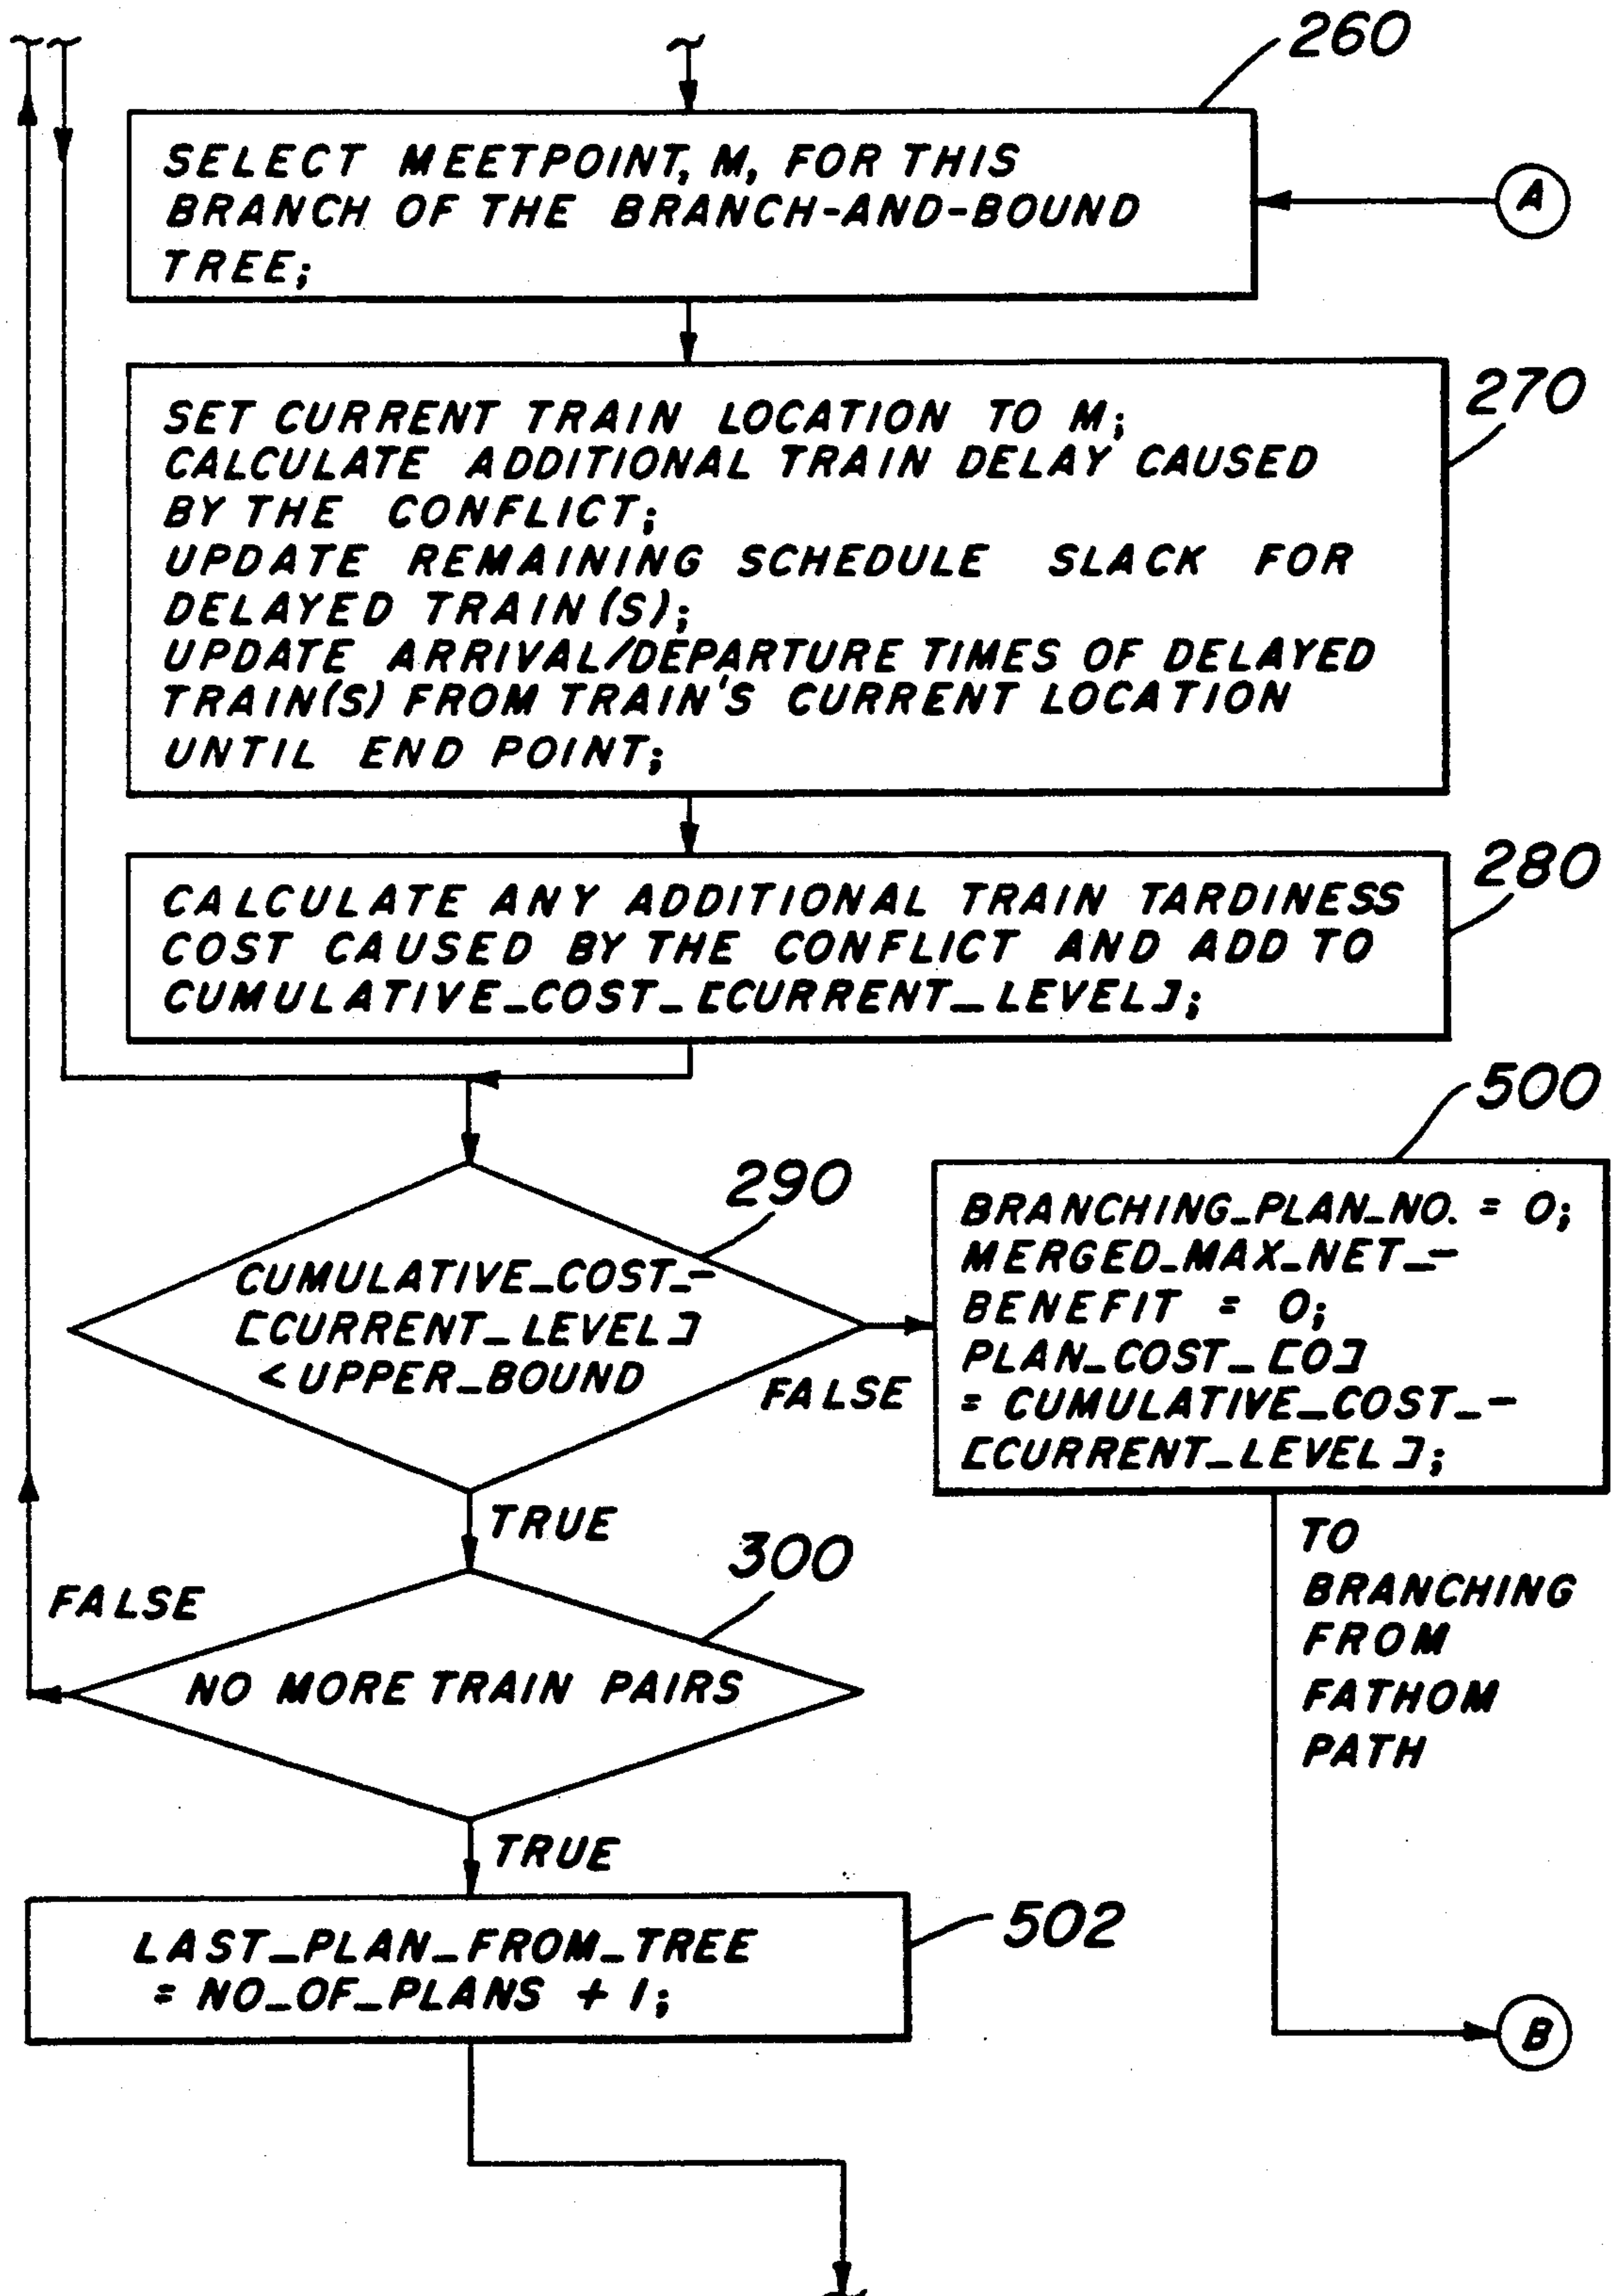 260
SELECT MEETPOINT, M, FOR THIS
BRANCH OF THE BRANCH-AND-BOUND
TREE;
A
270
SET CURRENT TRAIN LOCATION TO M;
CALCULATE ADDITIONAL TRAIN DELAY CAUSED
BY THE CONFLICT;
UPDATE REMAINING SCHEDULE SLACK FOR
DELAYED TRAIN(S);
UPDATE ARRIVAL/DEPARTURE TIMES OF DELAYED
TRAIN(S) FROM TRAIN'S CURRENT LOCATION
UNTIL END POINT;
280
CALCULATE ANY ADDITIONAL TRAIN TARDINESS
COST CAUSED BY THE CONFLICT AND ADD TO
CUMULATIVE_COST_[CURRENT_LEVEL];
290
CUMULATIVE_COST_-
[CURRENT_LEVEL]
< UPPER_BOUND
FALSE
TRUE
500
BRANCHING_PLAN_NO. = 0;
MERGED_MAX_NET_-
BENEFIT = 0;
PLAN_COST_[0]
= CUMULATIVE_COST_-
[CURRENT_LEVEL];
TO
BRANCHING
FROM
FATHOM
PATH
B
300
FALSE
NO MORE TRAIN PAIRS
TRUE
502
LAST_PLAN_FROM_TREE
= NO_OF_PLANS + 1;